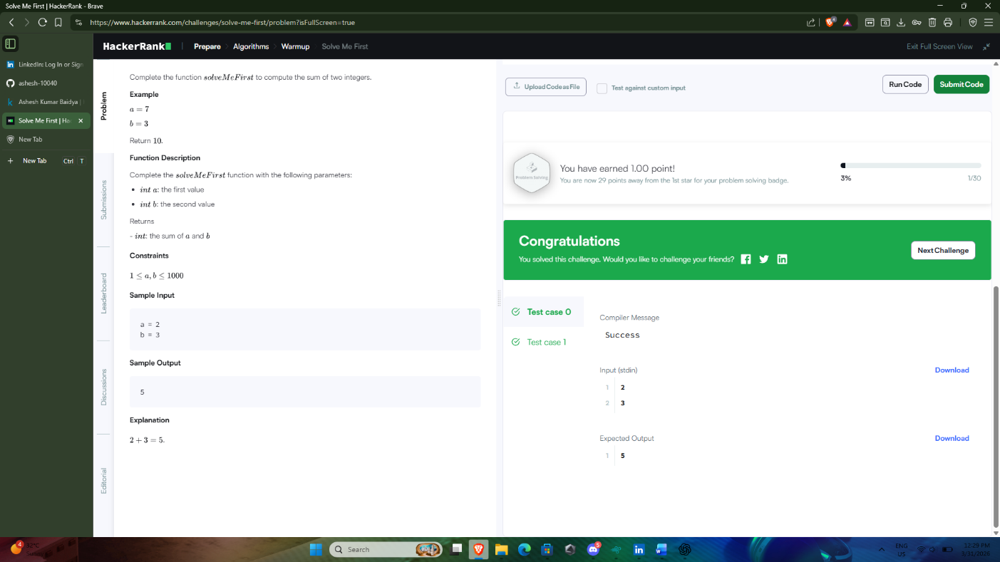 Solve Me First | HackerRank - Brave
https://www.hackerrank.com/challenges/solve-me-first/problem?isFullScreen=true
4
LinkedIn: Log In or Sign
ashesh-10040
Ashesh Kumar Baidya |
Solve Me First | Ha
New Tab
New Tab Ctrl T
HackerRank | Prepare Algorithms Warmup Solve Me First Exit Full Screen View
Problem
Submissions
Leaderboard
Discussions
Editorial
Complete the function solveMeFirst to compute the sum of two integers.
Example
a = 7
b = 3
Return 10.
Function Description
Complete the solveMeFirst function with the following parameters:
• int a: the first value
• int b: the second value
Returns
- int: the sum of a and b
Constraints
1 ≤ a, b ≤ 1000
Sample Input
a = 2
b = 3
Sample Output
5
Explanation
2 + 3 = 5.
Upload Code as File Test against custom input Run Code Submit Code
Problem Solving
You have earned 1.00 point!
You are now 29 points away from the 1st star for your problem solving badge.
3% 1/30
Congratulations
You solved this challenge. Would you like to challenge your friends?
Next Challenge
Test case 0
Test case 1
Compiler Message
Success
Input (stdin) Download
1 2
2 3
Expected Output Download
1 5
4
32°C
Sunny
Search
5
ENG
US
12:29 PM